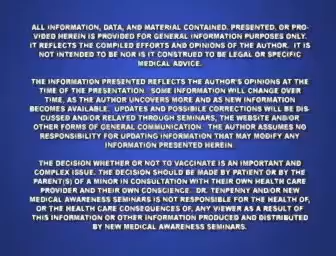 ALL INFORMATION, DATA, AND MATERIAL CONTAINED, PRESENTED, OR PRO-
VIDED HEREIN IS PROVIDED FOR GENERAL INFORMATION PURPOSES ONLY.
IT REFLECTS THE COMPILED EFFORTS AND OPINIONS OF THE AUTHOR. IT IS
NOT INTENDED TO BE NOR IS IT CONSTRUED TO BE LEGAL OR SPECIFIC
MEDICAL ADVICE.
THE INFORMATION PRESENTED REFLECTS THE AUTHOR'S OPINIONS AT THE
TIME OF THE PRESENTATION. SOME INFORMATION WILL CHANGE OVER
TIME, AS THE AUTHOR UNCOVERS MORE AND AS NEW INFORMATION
BECOMES AVAILABLE. UPDATES AND POSSIBILE CORRECTIONS WILL BE DIS-
CUSSED AND/OR RELAYED THROUGH SEMINARS, THE WEBSITE AND/OR
OTHER FORMS OF GENERAL COMMUNICATION. THE AUTHOR ASSUMES NO
RESPONSIBILITY FOR UPDATING INFORMATION THAT MAY MODIFY ANY
INFORMATION PRESENTED HEREIN.
THE DECISION WHETHER OR NOT TO VACCINATE IS AN IMPORTANT AND
COMPLEX ISSUE. THE DECISION SHOULD BE MADE BY PATIENT OR BY THE
PARENT(S) OF A MINOR IN CONSULTATION WITH THEIR OWN HEALTH CARE
PROVIDER AND THEIR OWN CONSCIENCE. DR. TENPENNY AND/OR NEW
MEDICAL AWARENESS SEMINARS IS NOT RESPONSIBLE FOR THE HEALTH OF,
OR THE HEALTH CARE CONSEQUENCES OF, ANY VIEWER AS A RESULT OF
THIS INFORMATION OR OTHER INFORMATION PRODUCED AND DISTRIBUTED
BY NEW MEDICAL AWARENESS SEMINARS.